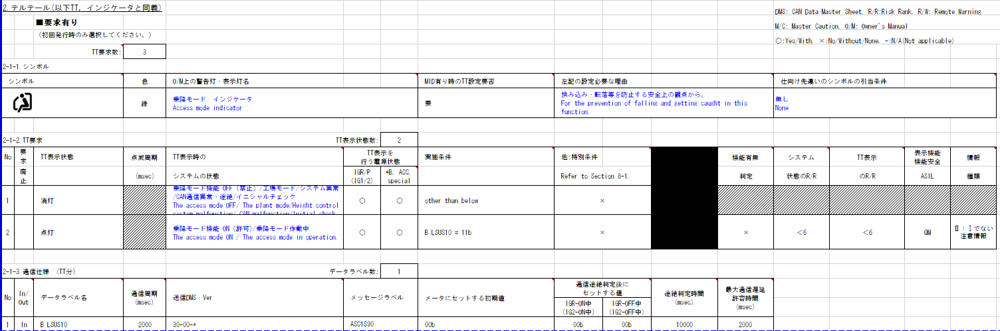 2. テルテール(以下TT, インジケータと同義)
DMS: CAN Data Master Sheet, R/R:Risk Rank, R/W: Remote Warning
■要求有り
M/C: Master Caution, O/M: Owner`s Manual
(初回発行時のみ選択してください。)
○:Yes/With, ×:No/Without/None, -:N/A(Not applicable)
TT要求数: 3
2-1-1. シンボル
シンボル 色 O/M上の警告灯・表示灯名 MID有り時のTT設定要否 左記の設定必要な理由 仕向け先違いのシンボルの引当条件
緑 乗降モード インジケータ
Access mode indicator
要
挟み込み・転落等を防止する安全上の観点から。
For the prevention of falling and getting caught in this
function.
無し
None
2-1-2. TT要求 TT表示状態数: 2
No 要求 TT表示状態 点滅周期 TT表示時の TT表示を 実施条件 他:特別条件 機能有無 システム TT表示 表示機能 情報
行う電源状態 機能安全
廃止 (msec) システムの状態 IGR/P +B, ACC, Refer to Section 8-1. 判定 状態のR/R のR/R ASIL 種類
(IG1/2) special
1 消灯
乗降モード機能 OFF (禁止)/工場モード/システム異常
/CAN通信異常・途絶/イニシャルチェック
The access mode OFF/ The plant mode/Height control
system malfunction/ CAN malfunction/Initial check
○ ○ other than below ×
2 点灯
乗降モード機能 ON (許可)/乗降モード作動中
The access mode ON / The access mode in operation.
○ ○ B_LSUS10 = 11b × × <6 <6 QM Ⅱ:Ⅰでない
注意情報
2-1-3. 通信仕様 (TT分) データラベル数: 1
No In/ データラベル名 通信周期 送信DMS Ver メッセージラベル メータにセットする初期値 通信途絶判定後に 途絶判定時間 最大通信遅延
Out (msec) セットする値 (msec) 許容時間
IGR-ON中 IGR-OFF中 (msec)
(IG2-ON中) (IG2-OFF中)
1 In B_LSUS10 2000 30-00-* ASC1S90 00b 00b 00b 10000 2000